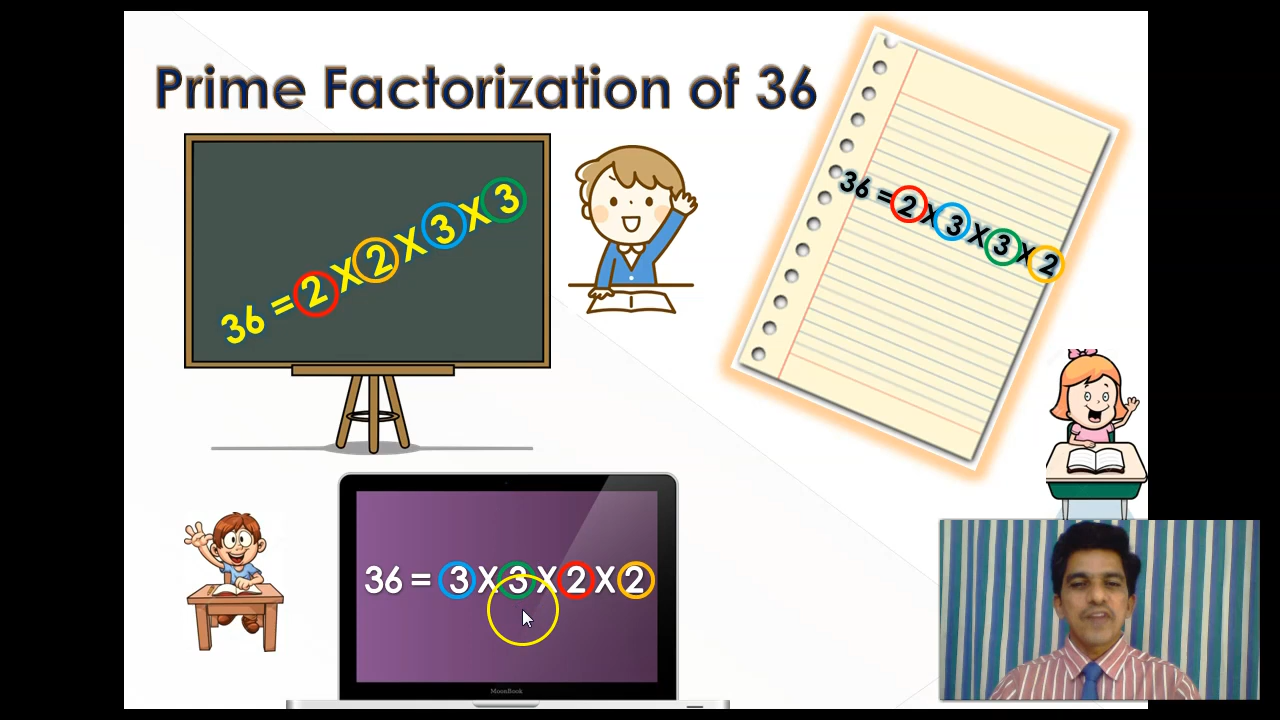 Prime Factorization of 36
36 = 2 X 2 X 3 X 3
36 = 2 X 3 X 3 X 2
36 = 3 X 3 X 2 X 2
MoonBook